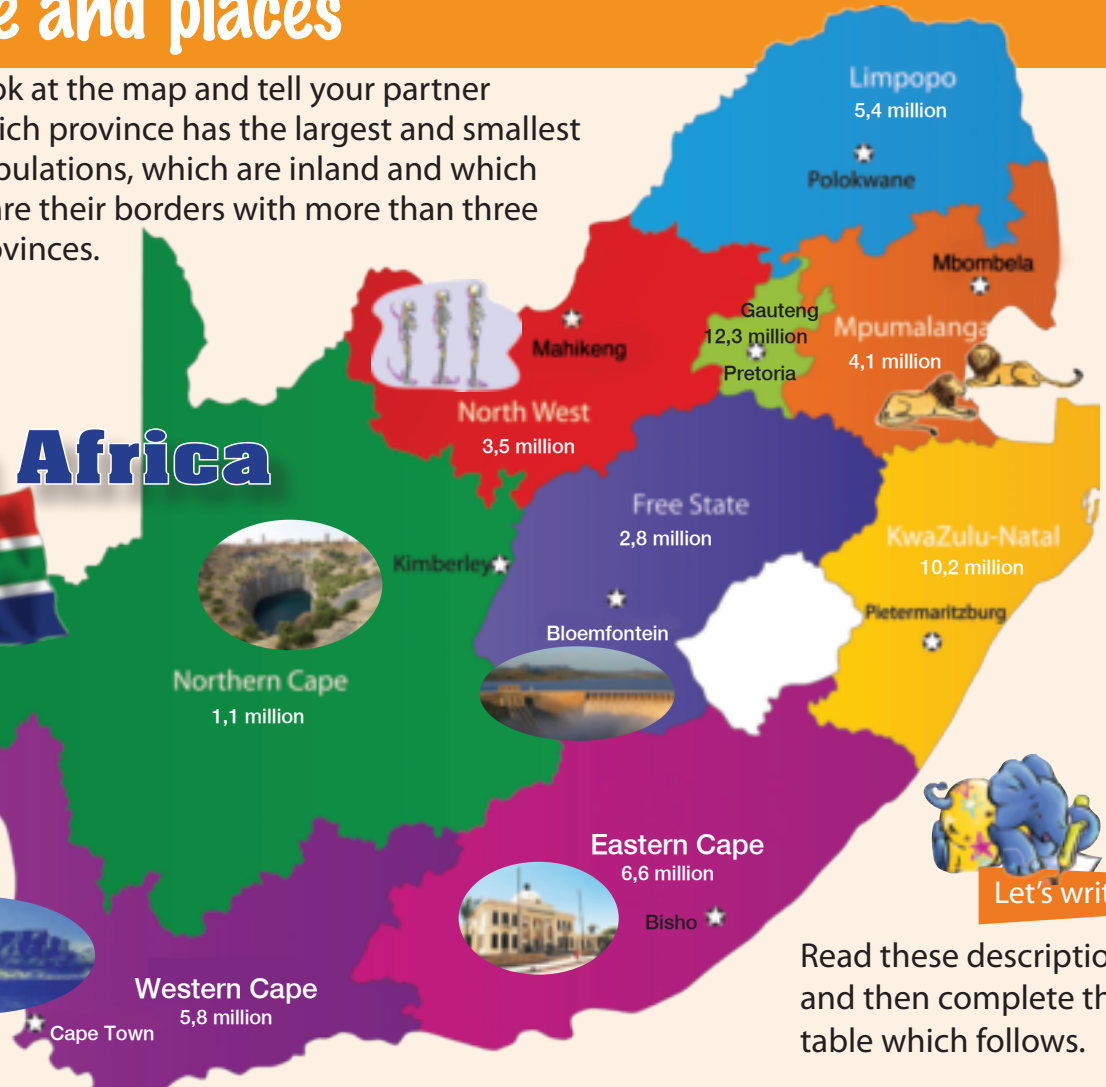 e and places
ok at the map and tell your partner
ich province has the largest and smallest
pulations, which are inland and which
are their borders with more than three
ovinces.
Limpopo
5,4 million
Polokwane
Mbombela
Gauteng
12,3 million
Pretoria
Mpumalanga
4,1 million
Mahikeng
North West
3,5 million
Africa
Free State
2,8 million
Bloemfontein
KwaZulu-Natal
10,2 million
Pietermaritzburg
Kimberley
Northern Cape
1,1 million
Eastern Cape
6,6 million
Bisho
Western Cape
5,8 million
Cape Town
Let's writ
Read these descriptio
and then complete th
table which follows.